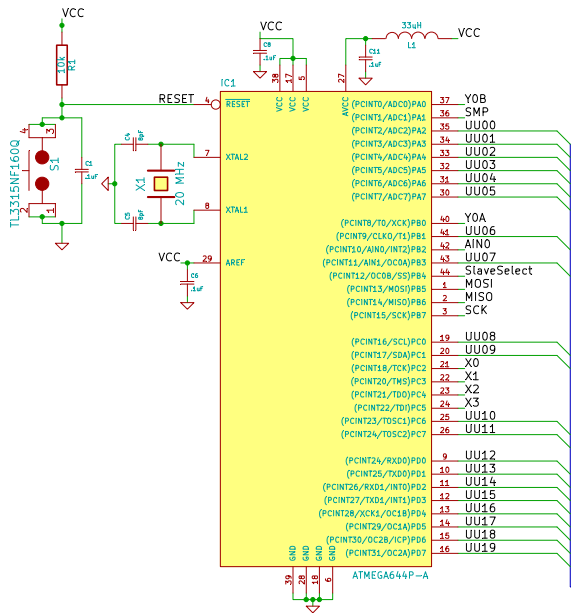 VCC
10k
R1
TL3315NF160Q
4
3
S1
2
1
C1
.1uF
RESET
4
VCC
C9
.1uF
38
17
5
VCC
VCC
VCC
C11
.1uF
33uH
L1
VCC
27
AVCC
IC1
RESET
C4
8pF
X1
20 MHz
C5
8pF
7
XTAL2
8
XTAL1
VCC
29
AREF
C6
.1uF
(PCINT0/ADC0)PA0 37 Y0B
(PCINT1/ADC1)PA1 36 SMP
(PCINT2/ADC2)PA2 35 UU00
(PCINT3/ADC3)PA3 34 UU01
(PCINT4/ADC4)PA4 33 UU02
(PCINT5/ADC5)PA5 32 UU03
(PCINT6/ADC6)PA6 31 UU04
(PCINT7/ADC7)PA7 30 UU05
(PCINT8/T0/XCK)PB0 40 Y0A
(PCINT9/CLKO/T1)PB1 41 UU06
(PCINT10/AIN0/INT2)PB2 42 AIN0
(PCINT11/AIN1/OC0A)PB3 43 UU07
(PCINT12/OC0B/SS)PB4 44 SlaveSelect
(PCINT13/MOSI)PB5 1 MOSI
(PCINT14/MISO)PB6 2 MISO
(PCINT15/SCK)PB7 3 SCK
(PCINT16/SCL)PC0 19 UU08
(PCINT17/SDA)PC1 20 UU09
(PCINT18/TCK)PC2 21 X0
(PCINT20/TMS)PC3 22 X1
(PCINT21/TDO)PC4 23 X2
(PCINT22/TDI)PC5 24 X3
(PCINT23/TOSC1)PC6 25 UU10
(PCINT24/TOSC2)PC7 26 UU11
(PCINT24/RXD0)PD0 9 UU12
(PCINT25/TXD0)PD1 10 UU13
(PCINT26/RXD1/INT0)PD2 11 UU14
(PCINT27/TXD1/INT1)PD3 12 UU15
(PCINT28/XCK1/OC1B)PD4 13 UU16
(PCINT29/OC1A)PD5 14 UU17
(PCINT30/OC2B/ICP)PD6 15 UU18
(PCINT31/OC2A)PD7 16 UU19
GND
GND
GND
GND
39
28
18
6
ATMEGA644P-A